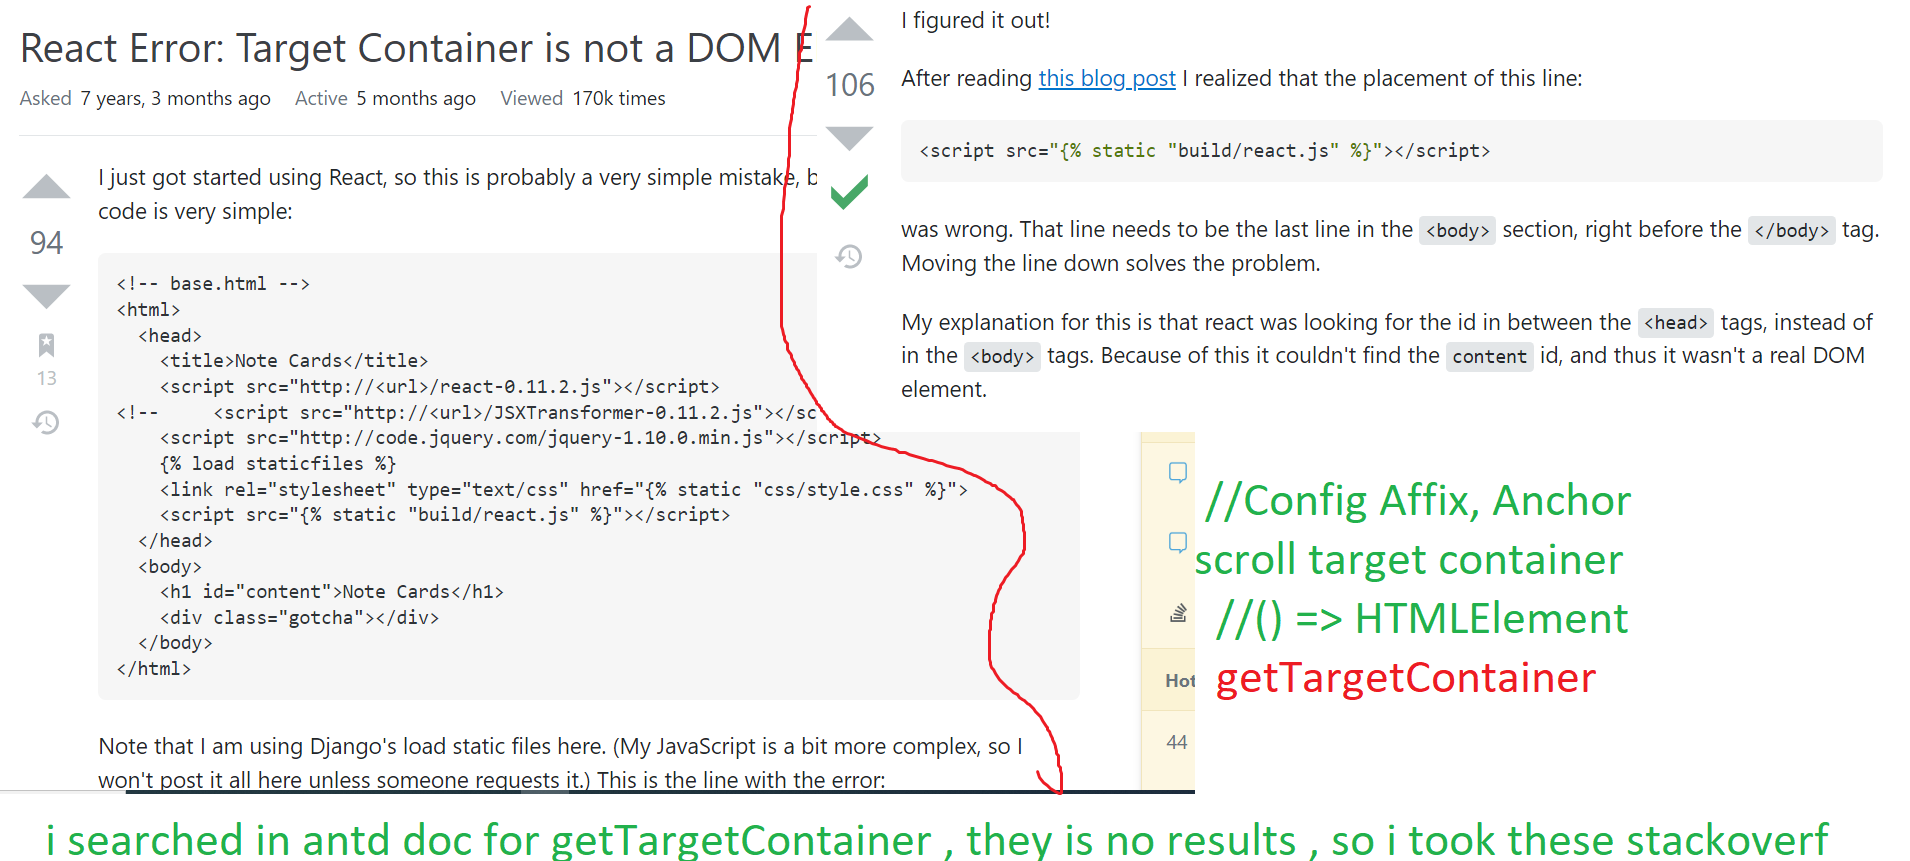 React Error: Target Container is not a DOM E
Asked 7 years, 3 months ago Active 5 months ago Viewed 170k times
94
13
I just got started using React, so this is probably a very simple mistake, b
code is very simple:
<!-- base.html -->
<html>
<head>
<title>Note Cards</title>
<script src="http://<url>/react-0.11.2.js"></script>
<!-- <script src="http://<url>/JSXTransformer-0.11.2.js"></sc
<script src="http://code.jquery.com/jquery-1.10.0.min.js"></script>
{% load staticfiles %}
<link rel="stylesheet" type="text/css" href="{% static "css/style.css" %}">
<script src="{% static "build/react.js" %}"></script>
</head>
<body>
<h1 id="content">Note Cards</h1>
<div class="gotcha"></div>
</body>
</html>
Note that I am using Django's load static files here. (My JavaScript is a bit more complex, so I
won't post it all here unless someone requests it.) This is the line with the error:
106
I figured it out!
After reading this blog post I realized that the placement of this line:
<script src="{% static "build/react.js" %}"></script>
was wrong. That line needs to be the last line in the <body> section, right before the </body> tag.
Moving the line down solves the problem.
My explanation for this is that react was looking for the id in between the <head> tags, instead of
in the <body> tags. Because of this it couldn't find the content id, and thus it wasn't a real DOM
element.
Hot
44
//Config Affix, Anchor
scroll target container
//() => HTMLElement
getTargetContainer
i searched in antd doc for getTargetContainer , they is no results , so i took these stackoverf